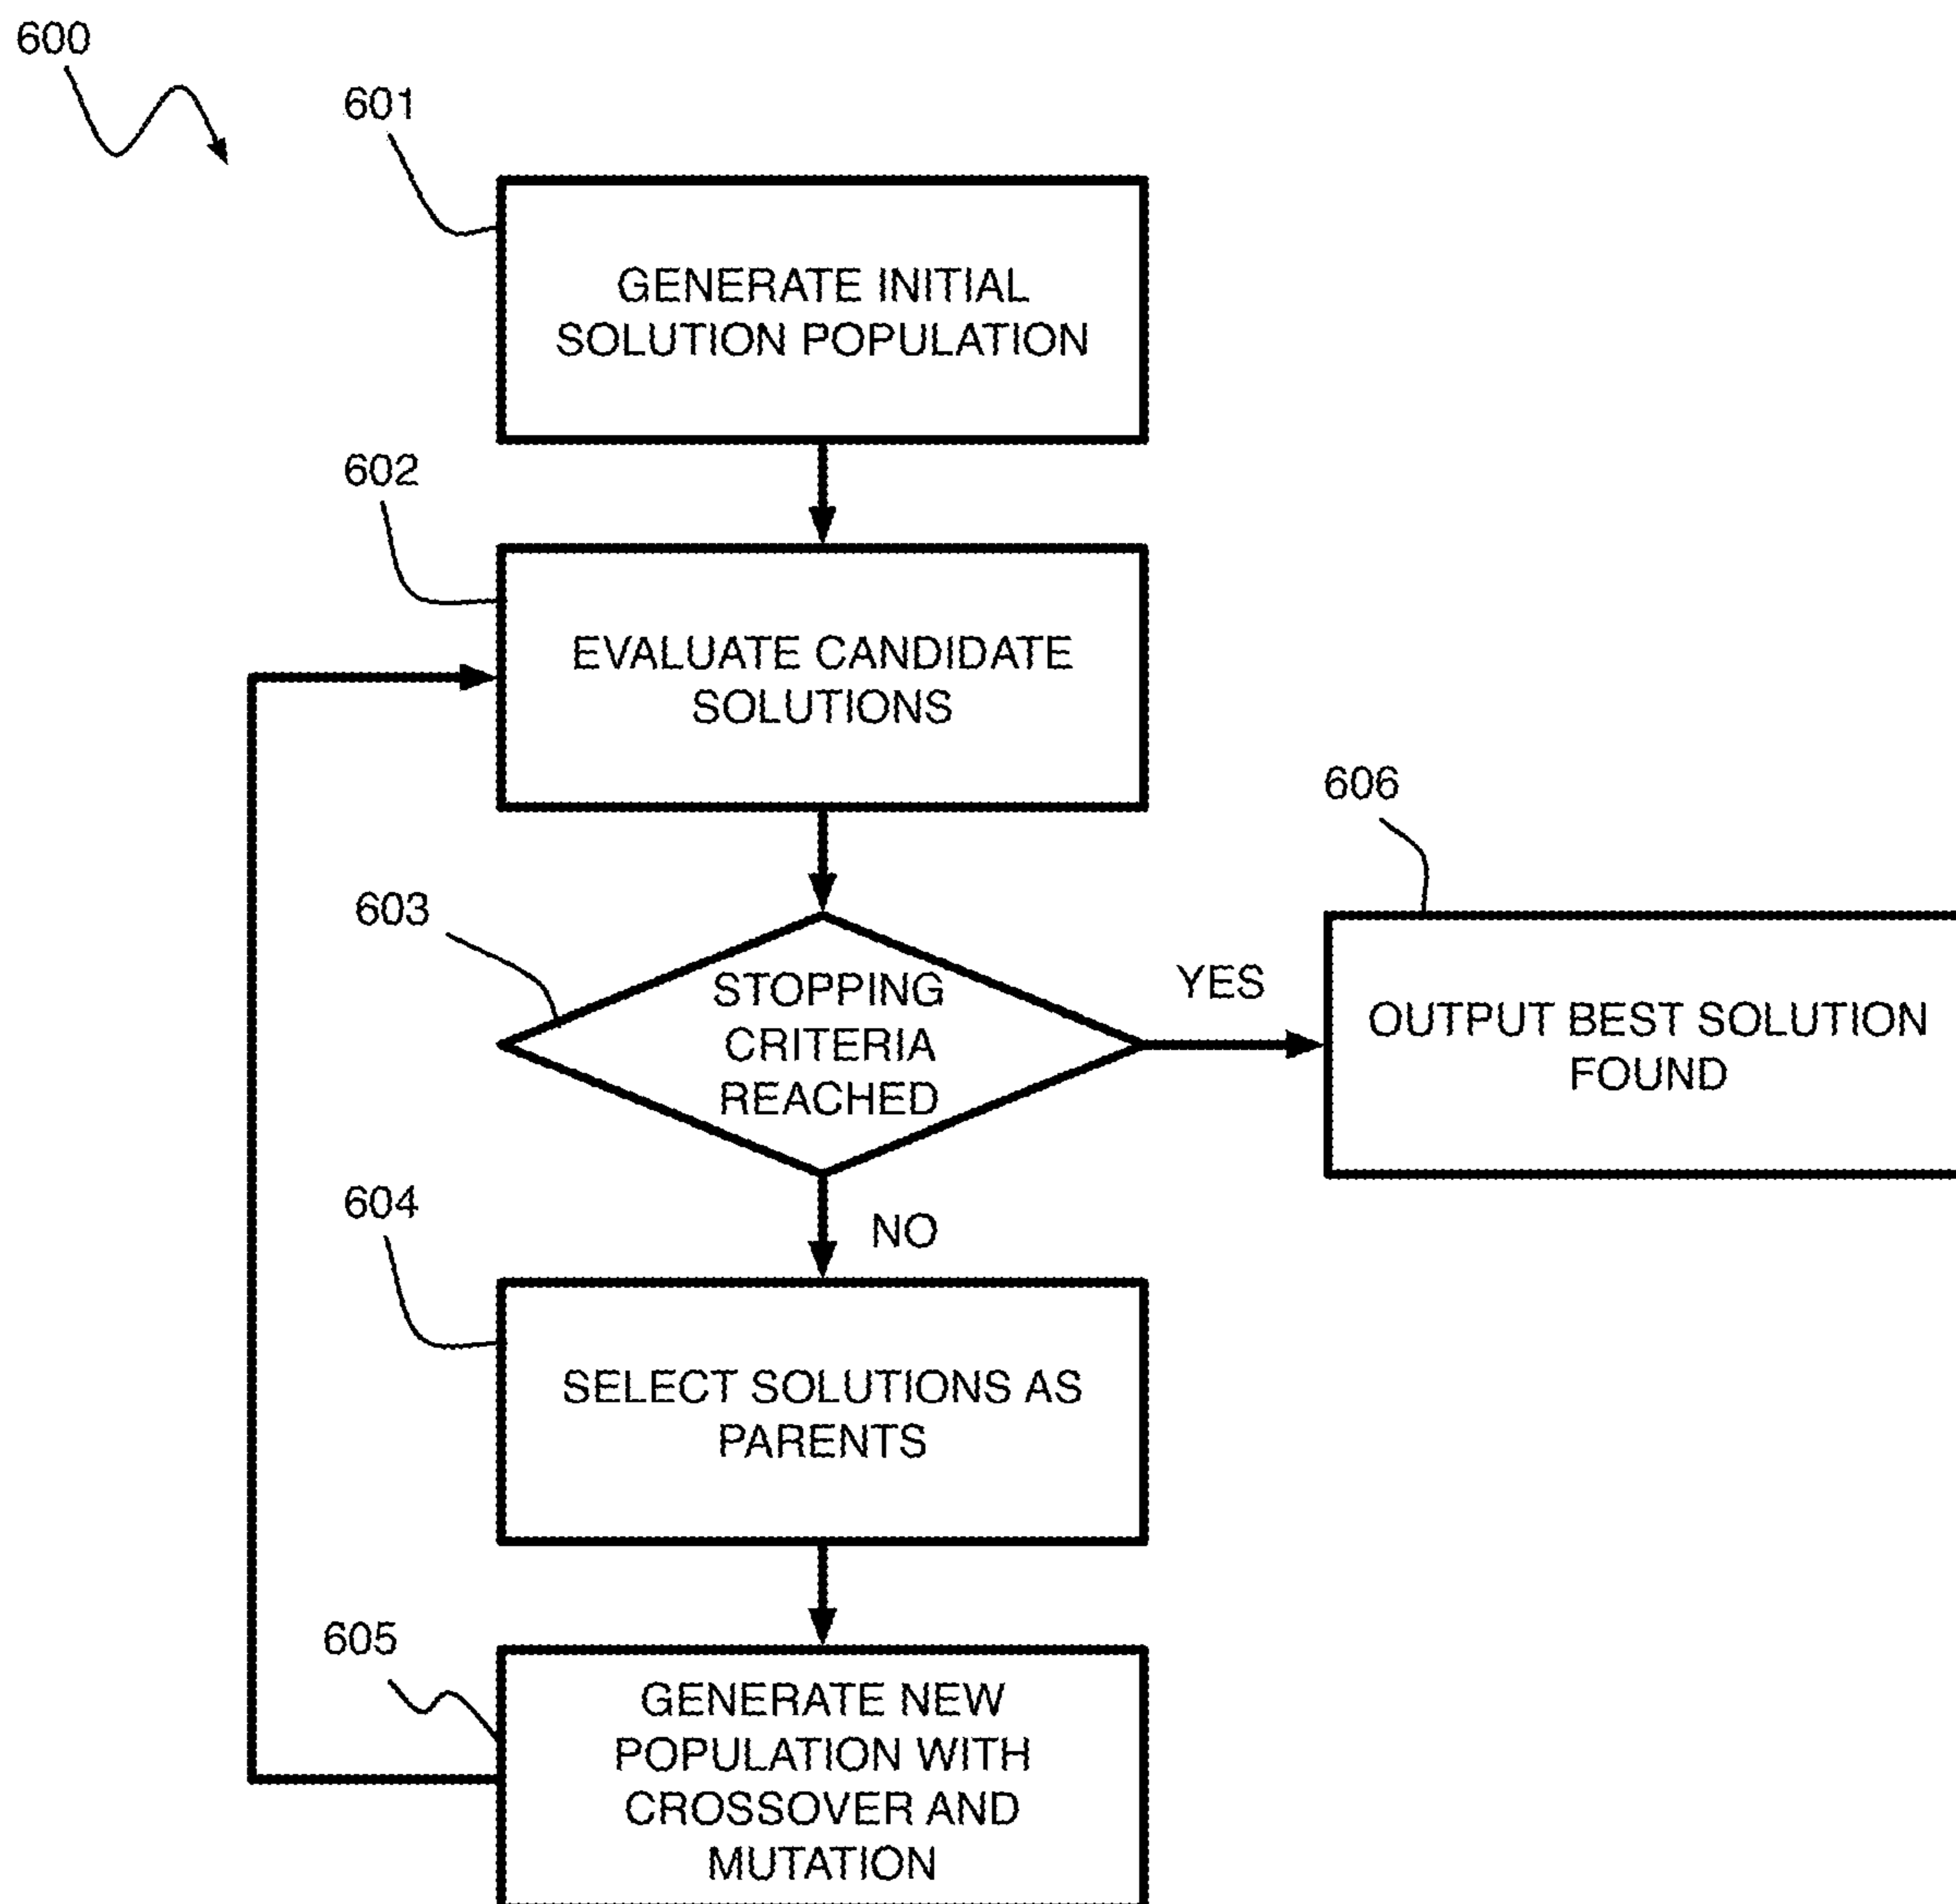 600
601
GENERATE INITIAL
SOLUTION POPULATION
602
EVALUATE CANDIDATE
SOLUTIONS
603
STOPPING
CRITERIA
REACHED
YES
606
OUTPUT BEST SOLUTION
FOUND
NO
604
SELECT SOLUTIONS AS
PARENTS
605
GENERATE NEW
POPULATION WITH
CROSSOVER AND
MUTATION